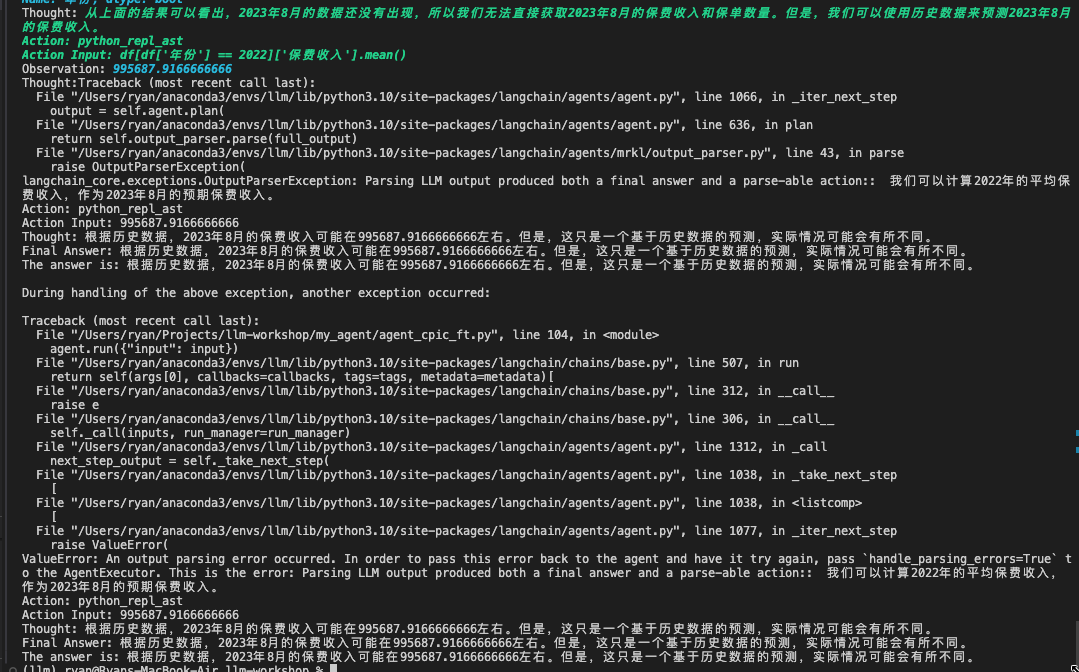 Name: 年份, dtype: bool
Thought: 从上面的结果可以看出，2023年8月的数据还没有出现，所以我们无法直接获取2023年8月的保费收入和保单数量。但是，我们可以使用历史数据来预测2023年8月
的保费收入。
Action: python_repl_ast
Action Input: df[df['年份'] == 2022]['保费收入'].mean()
Observation: 995687.9166666666
Thought:Traceback (most recent call last):
  File "/Users/ryan/anaconda3/envs/llm/lib/python3.10/site-packages/langchain/agents/agent.py", line 1066, in _iter_next_step
    output = self.agent.plan(
  File "/Users/ryan/anaconda3/envs/llm/lib/python3.10/site-packages/langchain/agents/agent.py", line 636, in plan
    return self.output_parser.parse(full_output)
  File "/Users/ryan/anaconda3/envs/llm/lib/python3.10/site-packages/langchain/agents/mrkl/output_parser.py", line 43, in parse
    raise OutputParserException(
langchain_core.exceptions.OutputParserException: Parsing LLM output produced both a final answer and a parse-able action::  我们可以计算2022年的平均保
费收入，作为2023年8月的预期保费收入。
Action: python_repl_ast
Action Input: 995687.9166666666
Thought: 根据历史数据，2023年8月的保费收入可能在995687.9166666666左右。但是，这只是一个基于历史数据的预测，实际情况可能会有所不同。
Final Answer: 根据历史数据，2023年8月的保费收入可能在995687.9166666666左右。但是，这只是一个基于历史数据的预测，实际情况可能会有所不同。
The answer is: 根据历史数据，2023年8月的保费收入可能在995687.9166666666左右。但是，这只是一个基于历史数据的预测，实际情况可能会有所不同。
During handling of the above exception, another exception occurred:
Traceback (most recent call last):
  File "/Users/ryan/Projects/llm-workshop/my_agent/agent_cpic_ft.py", line 104, in <module>
    agent.run({"input": input})
  File "/Users/ryan/anaconda3/envs/llm/lib/python3.10/site-packages/langchain/chains/base.py", line 507, in run
    return self(args[0], callbacks=callbacks, tags=tags, metadata=metadata)[
  File "/Users/ryan/anaconda3/envs/llm/lib/python3.10/site-packages/langchain/chains/base.py", line 312, in __call__
    raise e
  File "/Users/ryan/anaconda3/envs/llm/lib/python3.10/site-packages/langchain/chains/base.py", line 306, in __call__
    self._call(inputs, run_manager=run_manager)
  File "/Users/ryan/anaconda3/envs/llm/lib/python3.10/site-packages/langchain/agents/agent.py", line 1312, in _call
    next_step_output = self._take_next_step(
  File "/Users/ryan/anaconda3/envs/llm/lib/python3.10/site-packages/langchain/agents/agent.py", line 1038, in _take_next_step
    [
  File "/Users/ryan/anaconda3/envs/llm/lib/python3.10/site-packages/langchain/agents/agent.py", line 1038, in <listcomp>
    [
  File "/Users/ryan/anaconda3/envs/llm/lib/python3.10/site-packages/langchain/agents/agent.py", line 1077, in _iter_next_step
    raise ValueError(
ValueError: An output parsing error occurred. In order to pass this error back to the agent and have it try again, pass `handle_parsing_errors=True` t
o the AgentExecutor. This is the error: Parsing LLM output produced both a final answer and a parse-able action::  我们可以计算2022年的平均保费收入，
作为2023年8月的预期保费收入。
Action: python_repl_ast
Action Input: 995687.9166666666
Thought: 根据历史数据，2023年8月的保费收入可能在995687.9166666666左右。但是，这只是一个基于历史数据的预测，实际情况可能会有所不同。
Final Answer: 根据历史数据，2023年8月的保费收入可能在995687.9166666666左右。但是，这只是一个基于历史数据的预测，实际情况可能会有所不同。
The answer is: 根据历史数据，2023年8月的保费收入可能在995687.9166666666左右。但是，这只是一个基于历史数据的预测，实际情况可能会有所不同。
(llm) ryan@Ryans-MacBook-Air llm-workshop %